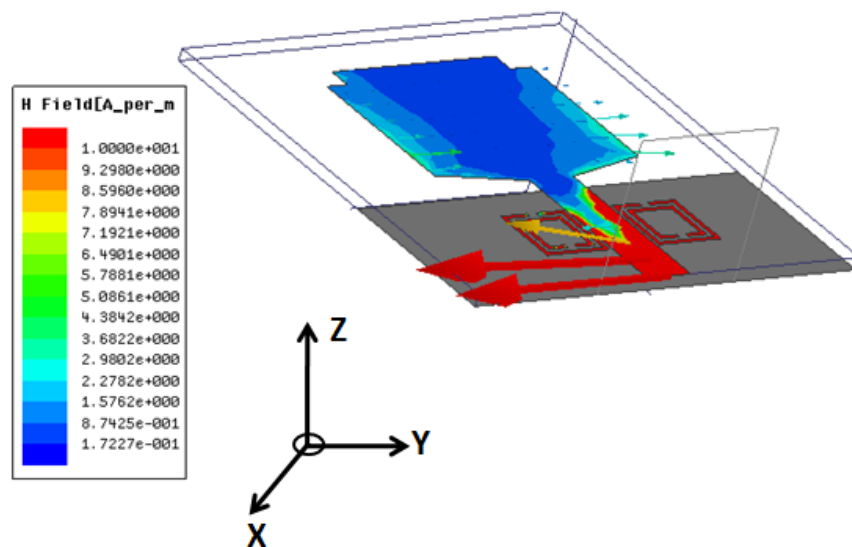 H Field[A_per_m
1.0000e+001
9.2980e+000
8.5960e+000
7.8941e+000
7.1921e+000
6.4901e+000
5.7881e+000
5.0861e+000
4.3842e+000
3.6822e+000
2.9802e+000
2.2782e+000
1.5762e+000
8.7425e-001
1.7227e-001
Z
Y
X